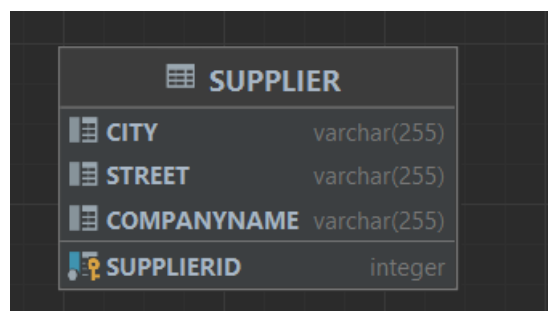 SUPPLIER
CITY varchar(255)
STREET varchar(255)
COMPANYNAME varchar(255)
SUPPLIERID integer